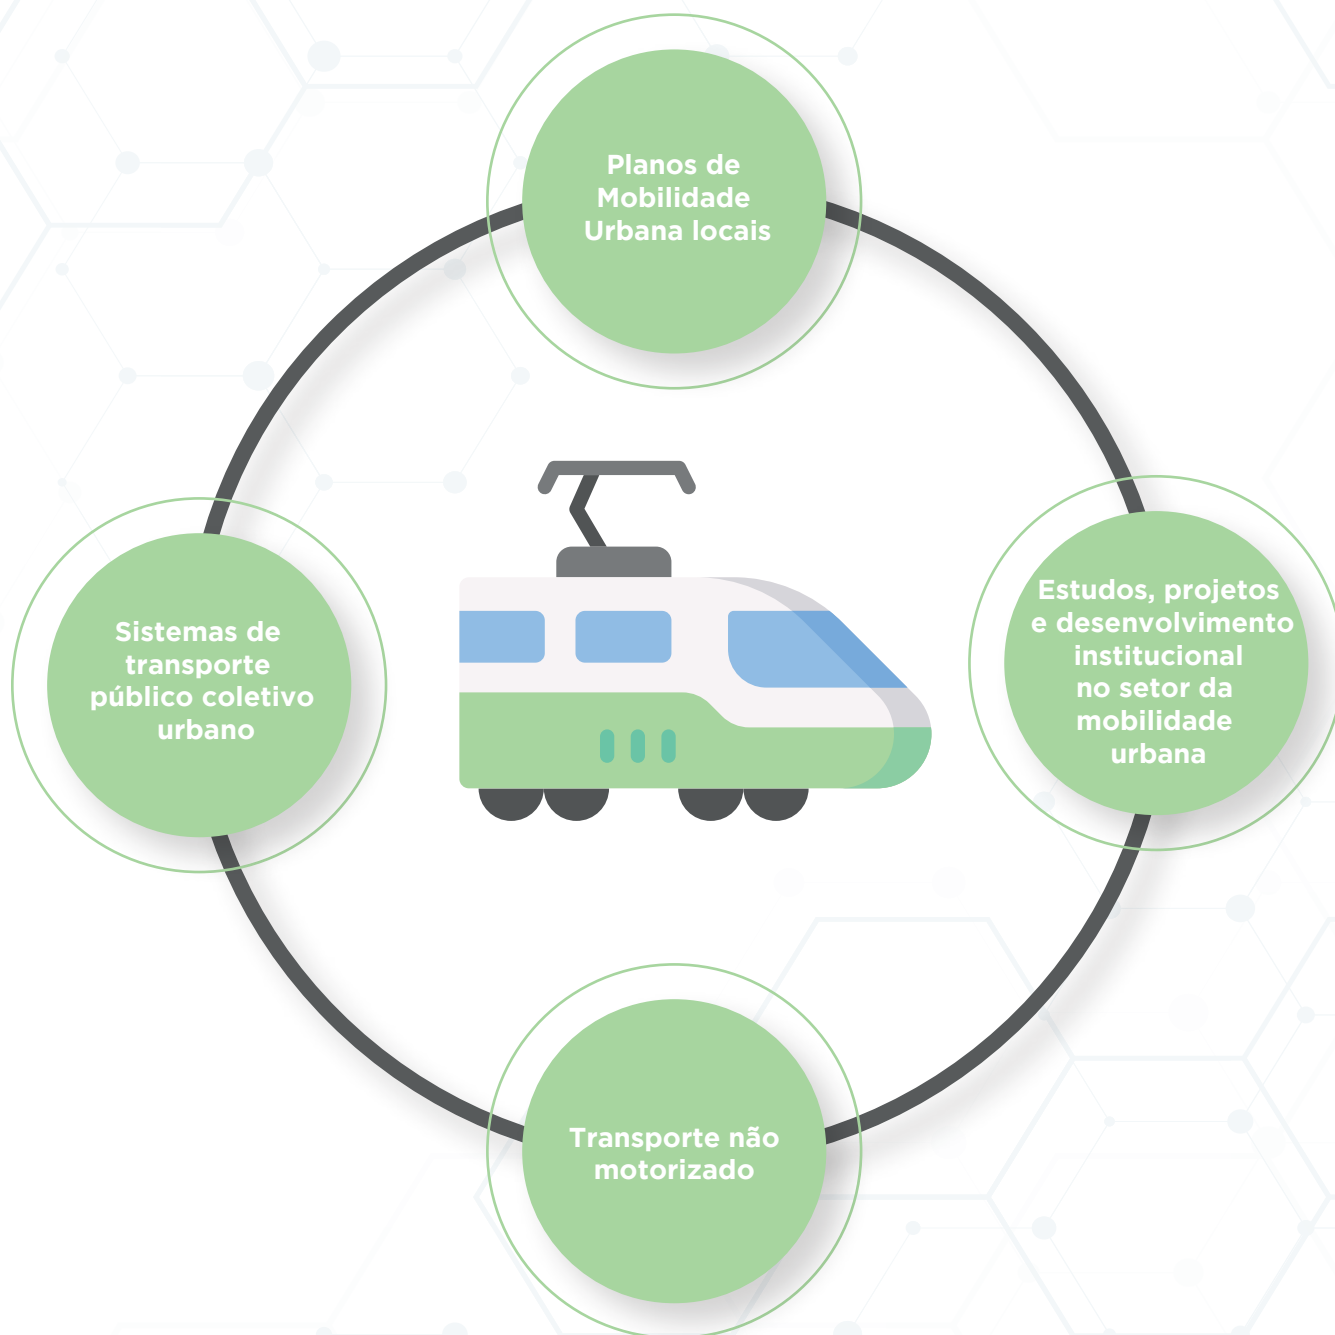 Planos de
Mobilidade
Urbana locais
Estudos, projetos
e desenvolvimento
institucional
no setor da
mobilidade
urbana
Sistemas de
transporte
público coletivo
urbano
Transporte não
motorizado